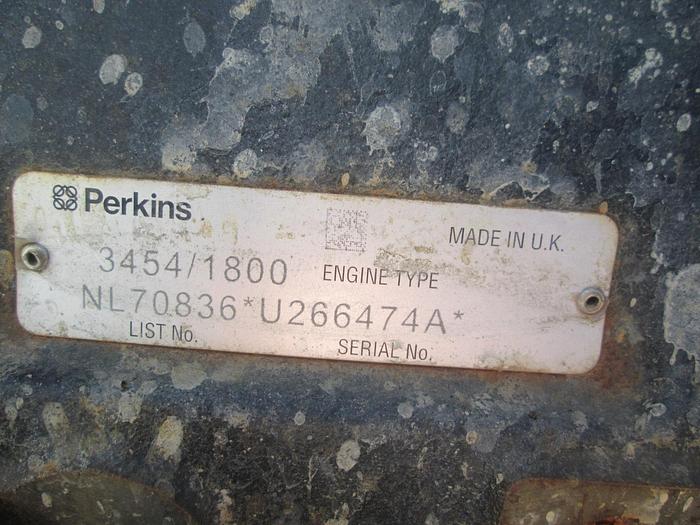 Perkins
MADE IN U.K.
3454/1800 ENGINE TYPE
NL70836*U266474A*
LIST No. SERIAL No.